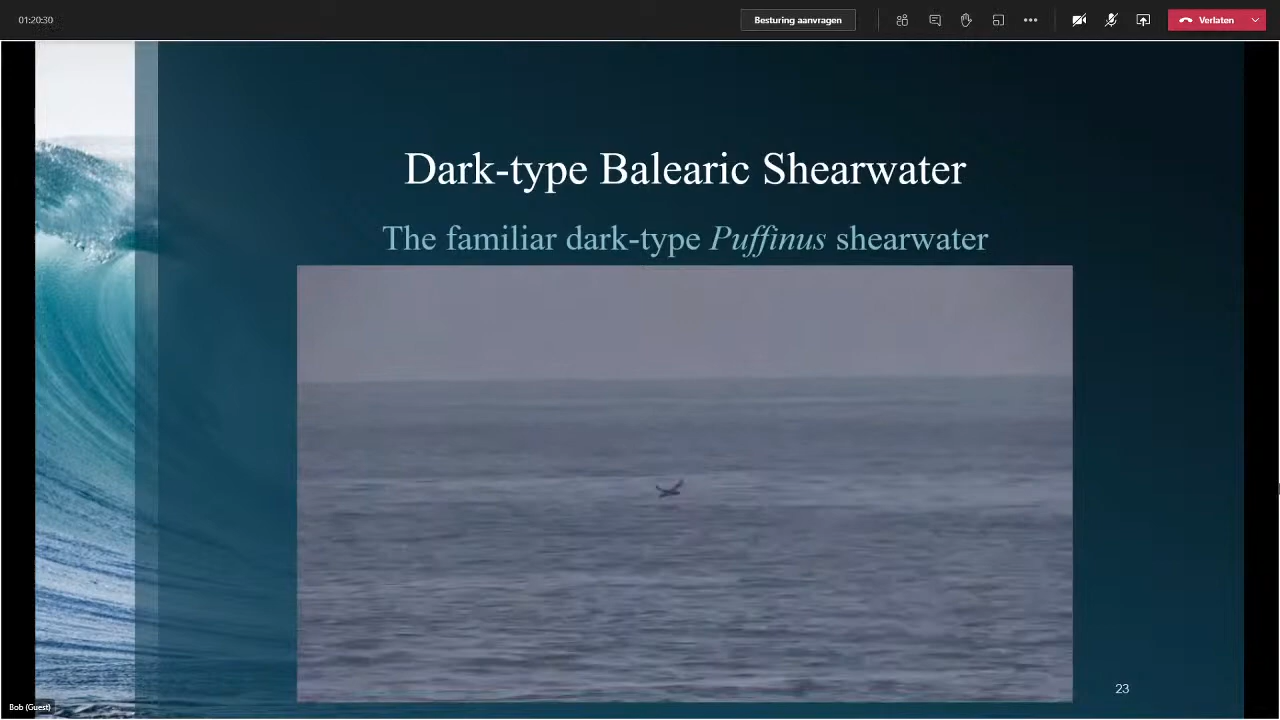 01:20:30
Besturing aanvragen
Verlaten
Dark-type Balearic Shearwater
The familiar dark-type Puffinus shearwater
23
Bob (Guest)